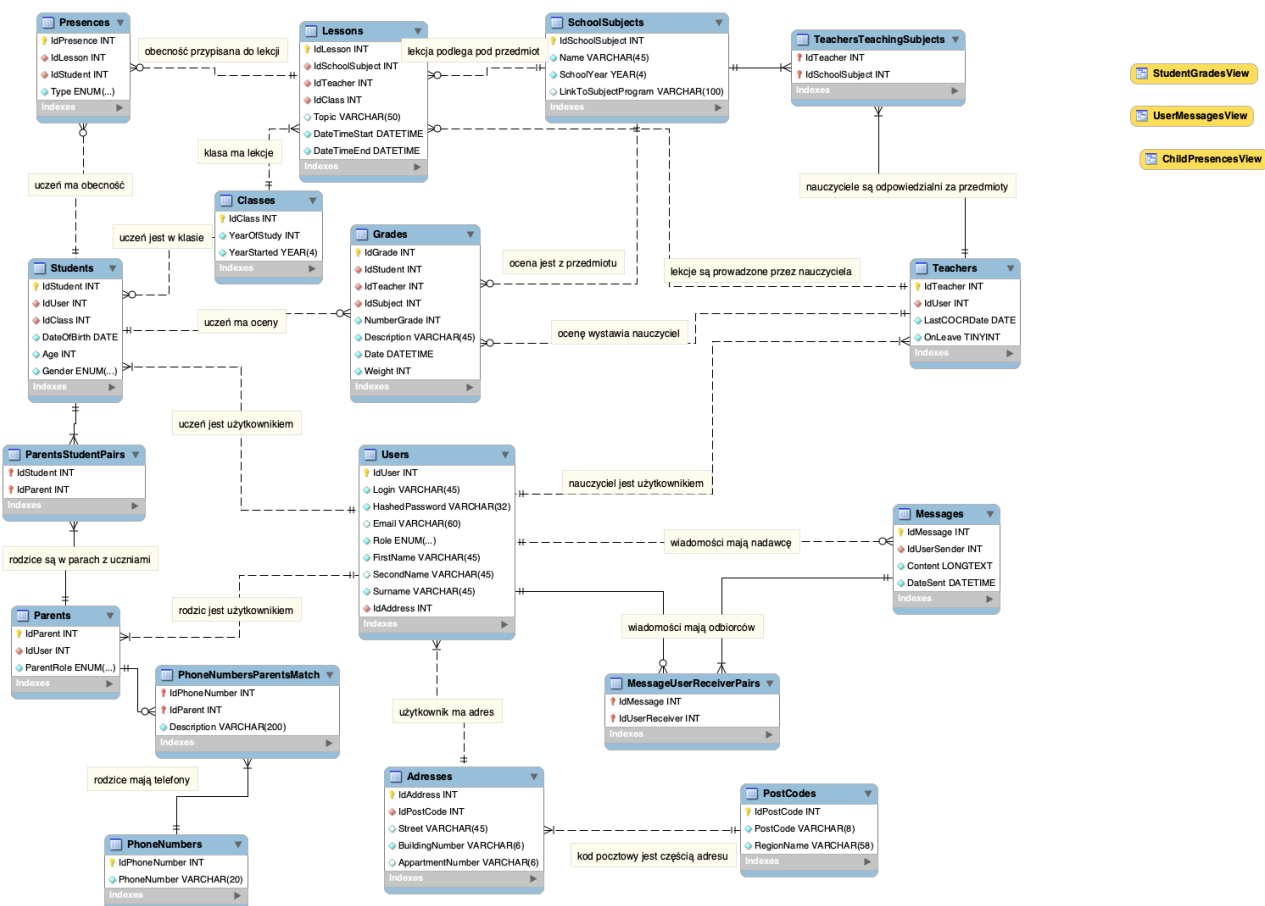 Presences
IdPresence INT
IdLesson INT
IdStudent INT
Type ENUM(...)
Indexes
obecność przypisana do lekcji
Lessons
IdLesson INT
IdSchoolSubject INT
IdTeacher INT
IdClass INT
Topic VARCHAR(50)
DateTimeStart DATETIME
DateTimeEnd DATETIME
Indexes
lekcja podlega pod przedmiot
SchoolSubjects
IdSchoolSubject INT
Name VARCHAR(45)
SchoolYear YEAR(4)
LinkToSubjectProgram VARCHAR(100)
Indexes
TeachersTeachingSubjects
IdTeacher INT
IdSchoolSubject INT
Indexes
StudentGradesView
UserMessagesView
ChildPresencesView
klasa ma lekcje
uczeń ma obecność
nauczyciele są odpowiedzialni za przedmioty
Classes
IdClass INT
YearOfStudy INT
YearStarted YEAR(4)
Indexes
uczeń jest w klasie
Students
IdStudent INT
IdUser INT
IdClass INT
DateOfBirth DATE
Age INT
Gender ENUM(...)
Indexes
Grades
IdGrade INT
IdStudent INT
IdTeacher INT
IdSubject INT
NumberGrade INT
Description VARCHAR(45)
Date DATETIME
Weight INT
Indexes
ocena jest z przedmiotu
lekcje są prowadzone przez nauczyciela
Teachers
IdTeacher INT
IdUser INT
LastCOCRDate DATE
OnLeave TINYINT
Indexes
uczeń ma oceny
ocenę wystawia nauczyciel
uczeń jest użytkownikiem
ParentsStudentPairs
IdStudent INT
IdParent INT
Indexes
Users
IdUser INT
Login VARCHAR(45)
HashedPassword VARCHAR(32)
Email VARCHAR(60)
Role ENUM(...)
FirstName VARCHAR(45)
SecondName VARCHAR(45)
Surname VARCHAR(45)
IdAddress INT
Indexes
nauczyciel jest użytkownikiem
Messages
IdMessage INT
IdUserSender INT
Content LONGTEXT
DateSent DATETIME
Indexes
wiadomości mają nadawcę
rodzice są w parach z uczniami
rodzic jest użytkownikiem
wiadomości mają odbiorców
Parents
IdParent INT
IdUser INT
ParentRole ENUM(...)
Indexes
PhoneNumbersParentsMatch
IdPhoneNumber INT
IdParent INT
Description VARCHAR(200)
Indexes
MessageUserReceiverPairs
IdMessage INT
IdUserReceiver INT
Indexes
użytkownik ma adres
rodzice mają telefony
Adresses
IdAddress INT
IdPostCode INT
Street VARCHAR(45)
BuildingNumber VARCHAR(6)
AppartmentNumber VARCHAR(6)
Indexes
PostCodes
IdPostCode INT
PostCode VARCHAR(8)
RegionName VARCHAR(58)
Indexes
kod pocztowy jest częścią adresu
PhoneNumbers
IdPhoneNumber INT
PhoneNumber VARCHAR(20)
Indexes